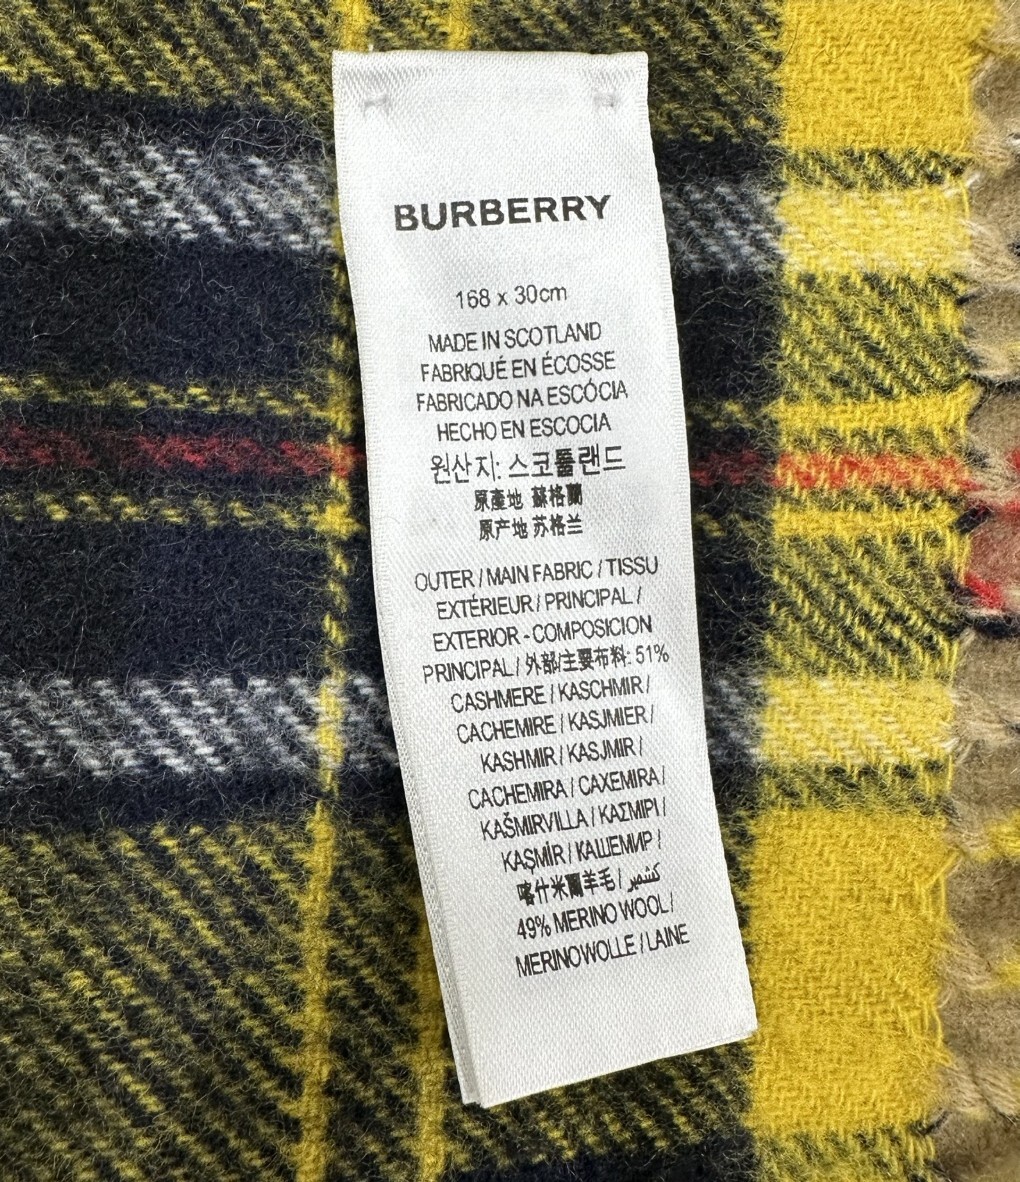 BURBERRY
168 x 30cm
MADE IN SCOTLAND
FABRIQUÉ EN ÉCOSSE
FABRICADO NA ESCÓCIA
HECHO EN ESCOCIA
원산지: 스코틀랜드
原產地 蘇格蘭
原产地 苏格兰
OUTER / MAIN FABRIC / TISSU
EXTÉRIEUR / PRINCIPAL /
EXTERIOR - COMPOSICION
PRINCIPAL / 外部/主要布料: 51%
CASHMERE / KASCHMIR /
CACHEMIRE / KASJMIER /
KASHMIR / KASJMIR /
CACHEMIRA / CAXEMIRA /
KAŠMIRVILLA / ΚΑΣΜΙΡΙ /
KAŞMİR / КАШЕМИР /
喀什米爾羊毛 / كشمير
49% MERINO WOOL /
MERINOWOLLE / LAINE